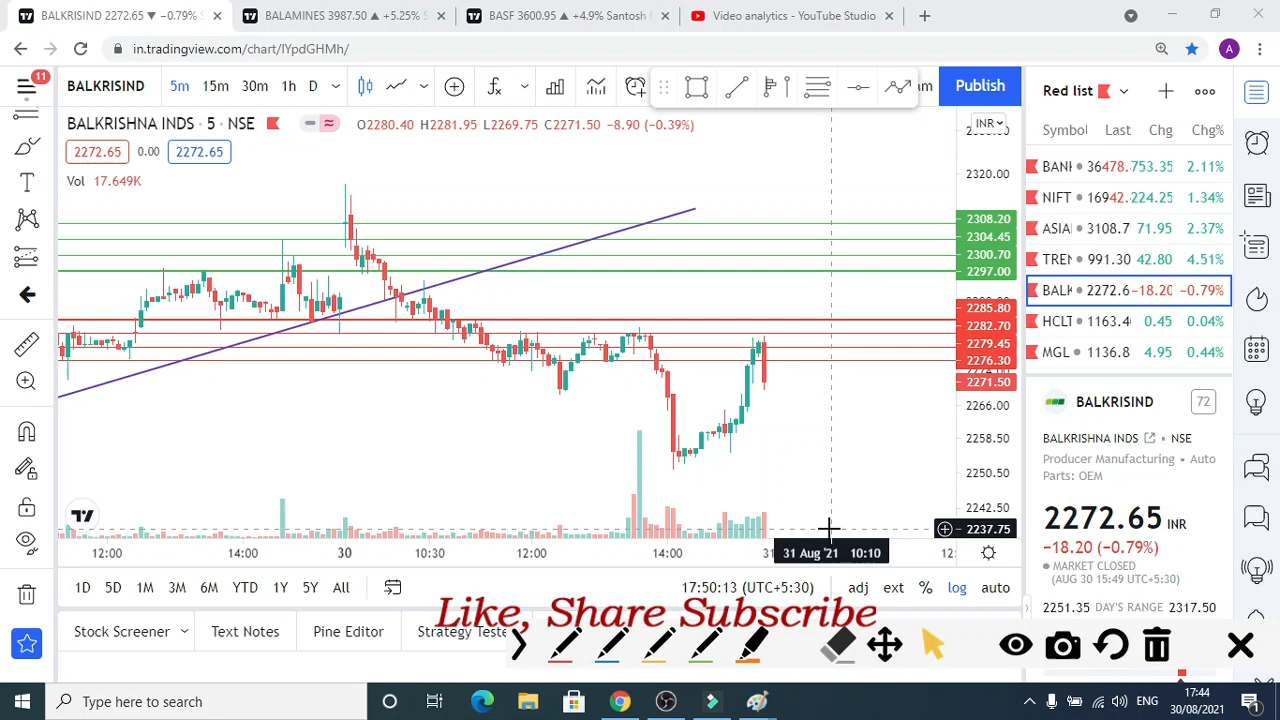 BALKRISIND 2272.65 ▼ −0.79% S
BALAMINES 3987.50 ▲ +5.25% S
BASF 3600.95 ▲ +4.9% Santosh
Video analytics - YouTube Studio
in.tradingview.com/chart/IYpdGHMh/
A
11
BALKRISIND 5m 15m 30m 1h D
Publish
Red list
BALKRISHNA INDS · 5 · NSE
O2280.40 H2281.95 L2269.75 C2271.50 −8.90 (−0.39%)
INR
2272.65 0.00 2272.65
Vol 17.649K
Symbol Last Chg Chg%
BANK 36478. 753.35 2.11%
NIFT 16942. 224.25 1.34%
ASIA 3108.7 71.95 2.37%
TREN 991.30 42.80 4.51%
BALK 2272.6 −18.20 −0.79%
HCLT 1163.4 0.45 0.04%
MGL 1136.8 4.95 0.44%
2320.00
2308.20
2304.45
2300.70
2297.00
2285.80
2282.70
2279.45
2276.30
2271.50
2266.00
2258.50
2250.50
2242.50
2237.75
12:00 14:00 30 10:30 12:00 14:00 31
31 Aug '21 10:10
BALKRISIND 72
BALKRISHNA INDS · NSE
Producer Manufacturing · Auto
Parts: OEM
2272.65 INR
−18.20 (−0.79%)
MARKET CLOSED
(AUG 30 15:49 UTC+5:30)
2251.35 DAY'S RANGE 2317.50
1D 5D 1M 3M 6M YTD 1Y 5Y All
17:50:13 (UTC+5:30) adj ext % log auto
Like, Share Subscribe
Stock Screener Text Notes Pine Editor Strategy Teste
Type here to search
ENG
17:44
30/08/2021
1